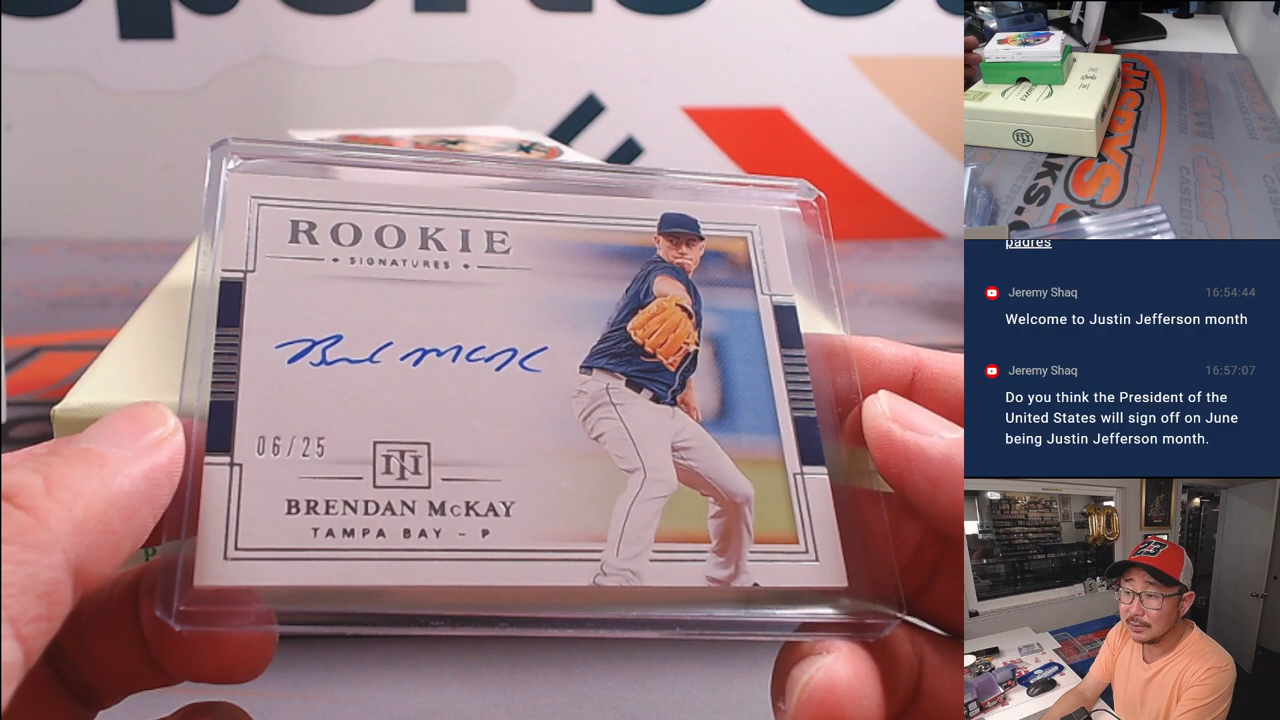 ROOKIE
SIGNATURES
06/25
BRENDAN McKAY
TAMPA BAY - P
padres
Jeremy Shaq 16:54:44
Welcome to Justin Jefferson month
Jeremy Shaq 16:57:07
Do you think the President of the
United States will sign off on June
being Justin Jefferson month.
JASPYS
23